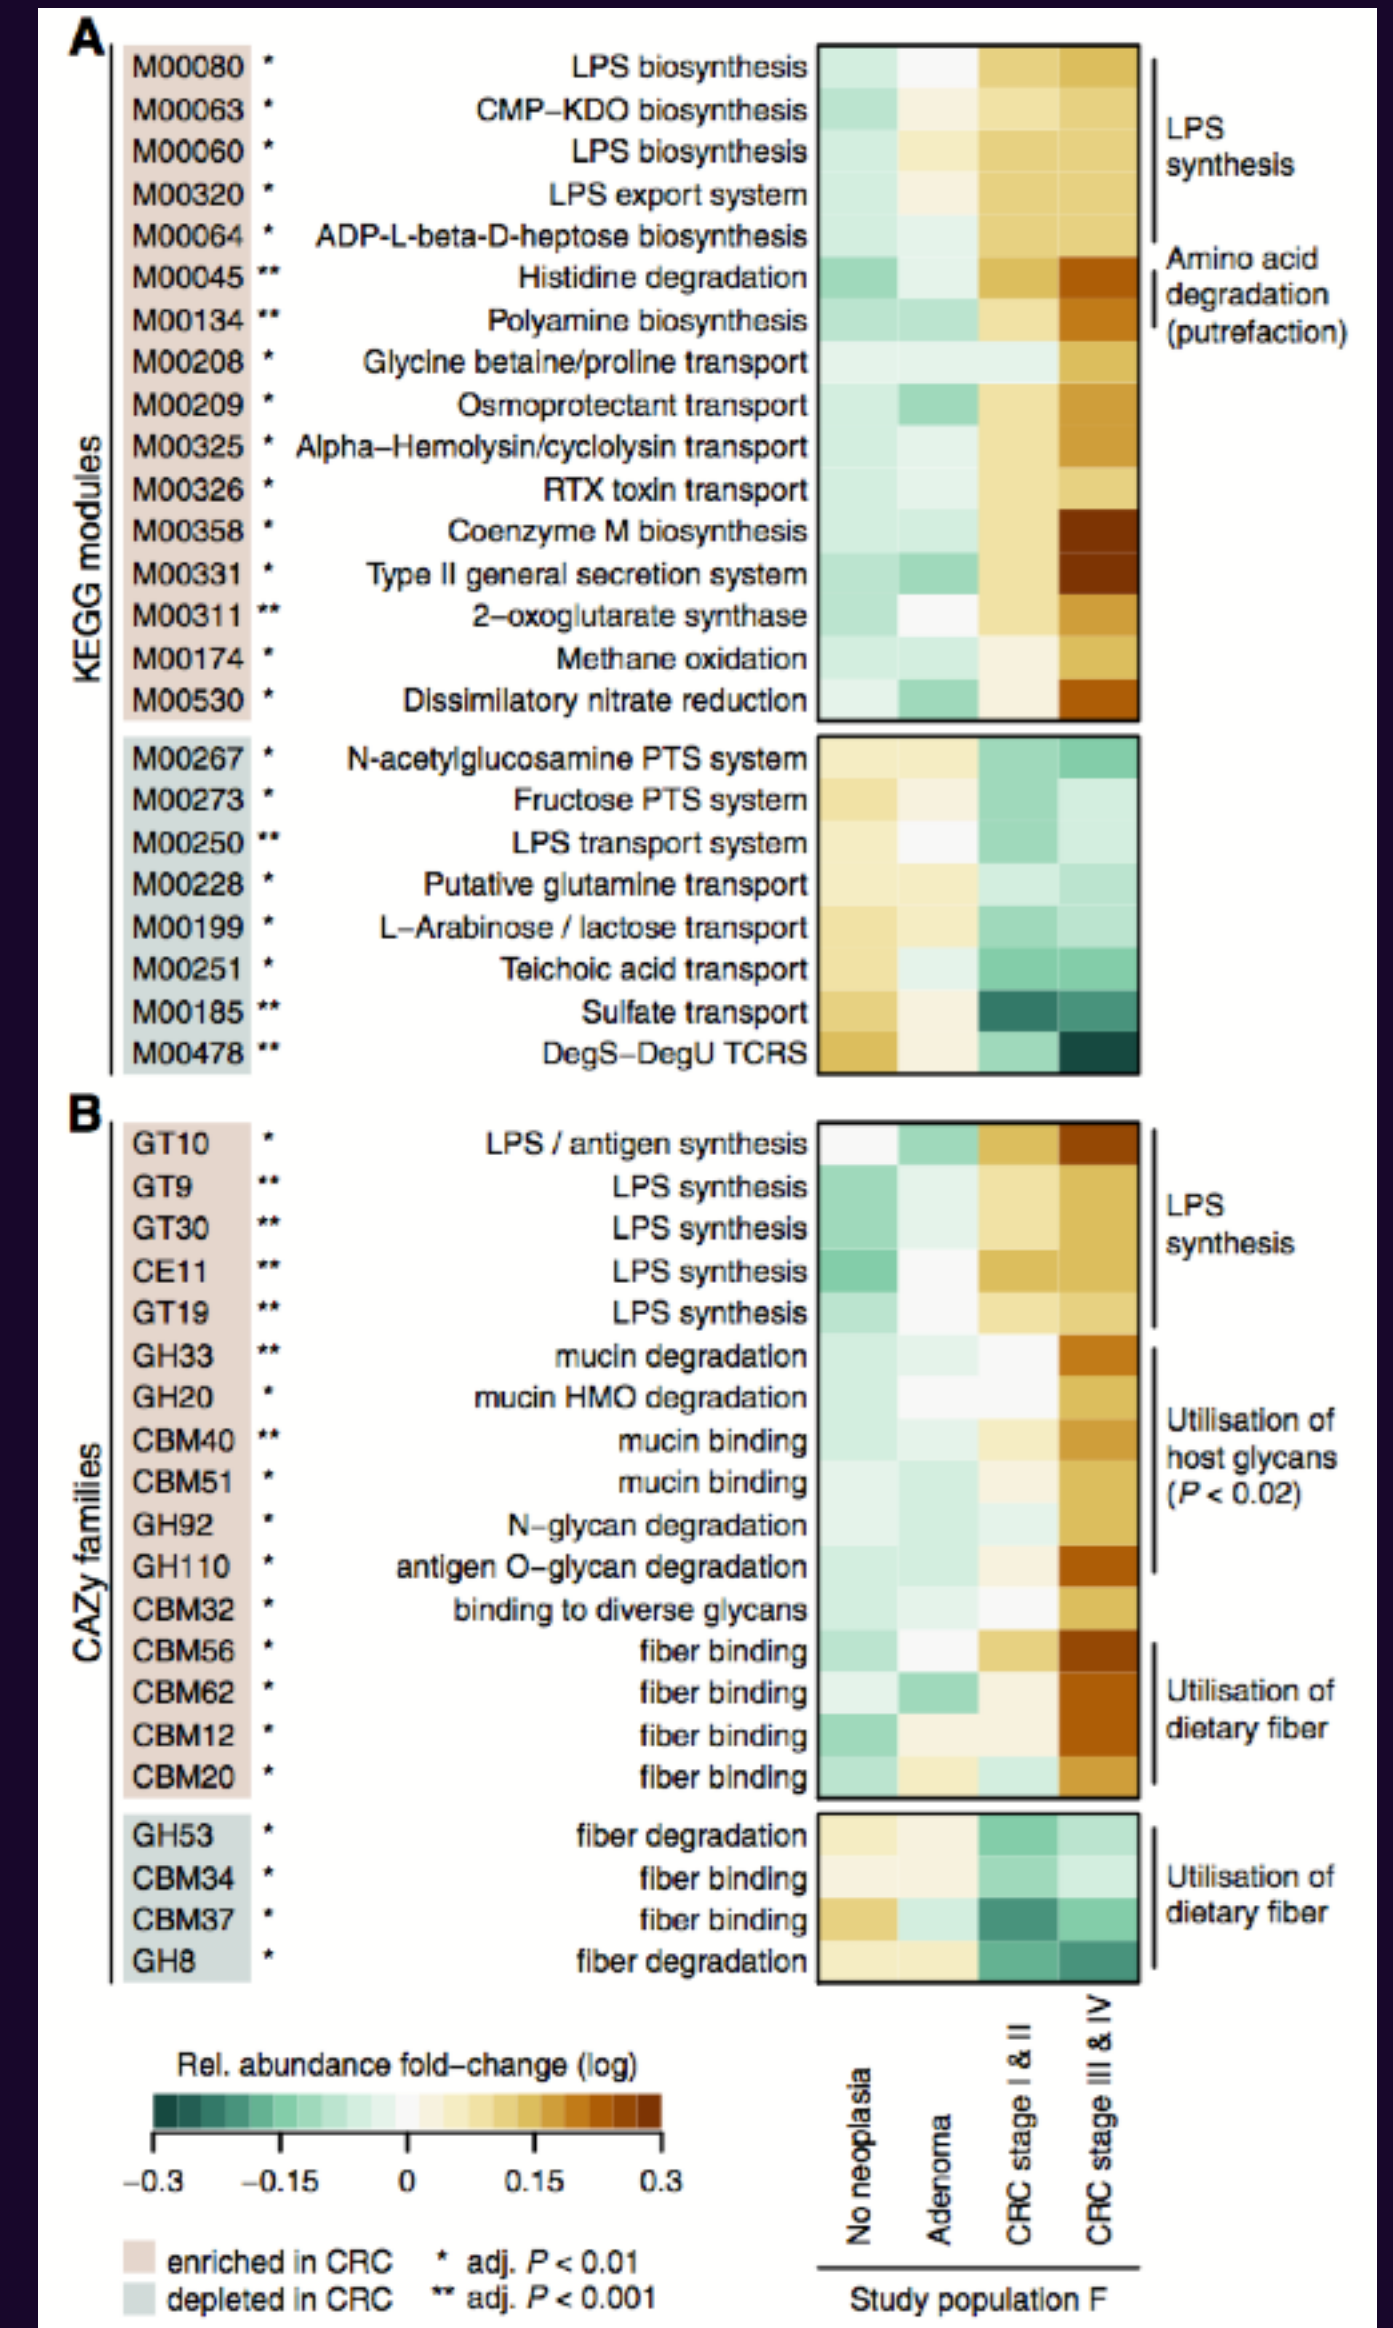 A
KEGG modules
M00080 * LPS biosynthesis
M00063 * CMP–KDO biosynthesis
M00060 * LPS biosynthesis
M00320 * LPS export system
M00064 * ADP-L-beta-D-heptose biosynthesis
LPS
synthesis
M00045 ** Histidine degradation
M00134 ** Polyamine biosynthesis
Amino acid
degradation
(putrefaction)
M00208 * Glycine betaine/proline transport
M00209 * Osmoprotectant transport
M00325 * Alpha–Hemolysin/cyclolysin transport
M00326 * RTX toxin transport
M00358 * Coenzyme M biosynthesis
M00331 * Type II general secretion system
M00311 ** 2–oxoglutarate synthase
M00174 * Methane oxidation
M00530 * Dissimilatory nitrate reduction
M00267 * N-acetylglucosamine PTS system
M00273 * Fructose PTS system
M00250 ** LPS transport system
M00228 * Putative glutamine transport
M00199 * L–Arabinose / lactose transport
M00251 * Teichoic acid transport
M00185 ** Sulfate transport
M00478 ** DegS–DegU TCRS
B
CAZy families
GT10 * LPS / antigen synthesis
GT9 ** LPS synthesis
GT30 ** LPS synthesis
CE11 ** LPS synthesis
GT19 ** LPS synthesis
LPS
synthesis
GH33 ** mucin degradation
GH20 * mucin HMO degradation
CBM40 ** mucin binding
CBM51 * mucin binding
GH92 * N–glycan degradation
GH110 * antigen O–glycan degradation
Utilisation of
host glycans
(P < 0.02)
CBM32 * binding to diverse glycans
CBM56 * fiber binding
CBM62 * fiber binding
CBM12 * fiber binding
CBM20 * fiber binding
Utilisation of
dietary fiber
GH53 * fiber degradation
CBM34 * fiber binding
CBM37 * fiber binding
GH8 * fiber degradation
Utilisation of
dietary fiber
Rel. abundance fold–change (log)
−0.3 −0.15 0 0.15 0.3
enriched in CRC * adj. P < 0.01
depleted in CRC ** adj. P < 0.001
No neoplasia
Adenoma
CRC stage I & II
CRC stage III & IV
Study population F